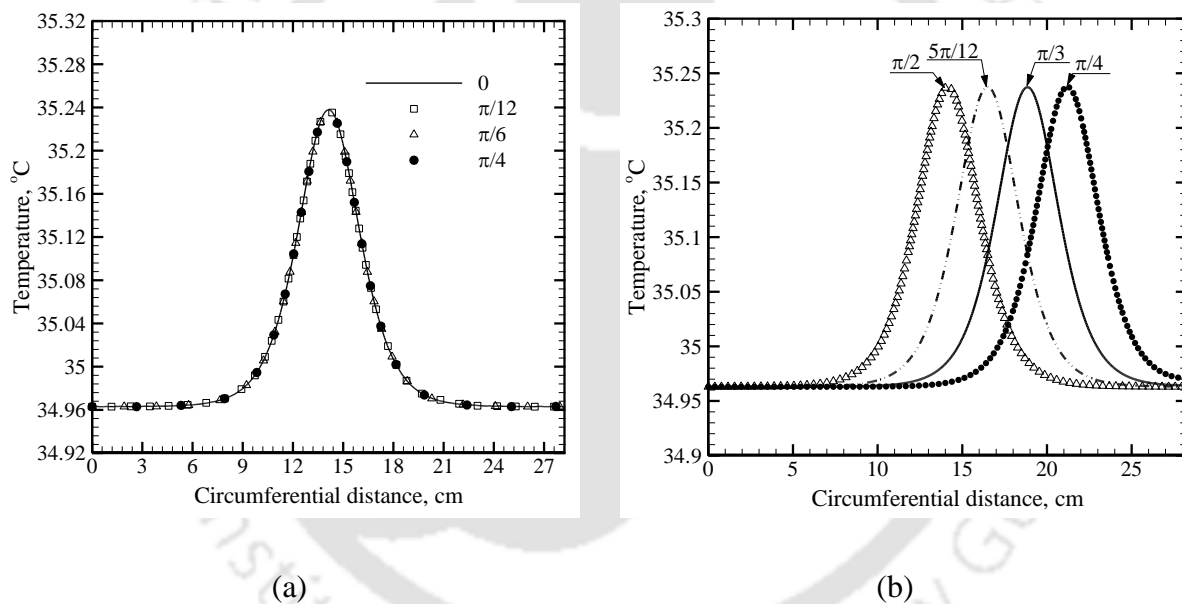 35.32
35.28
35.24
35.2
35.16
35.12
35.08
35.04
35
34.96
34.92
Temperature, °C
0
π/12
π/6
π/4
0 3 6 9 12 15 18 21 24 27
Circumferential distance, cm
(a)
35.3
35.25
35.2
35.15
35.1
35.05
35
34.95
34.9
Temperature, °C
π/2
5π/12
π/3
π/4
0 5 10 15 20 25
Circumferential distance, cm
(b)